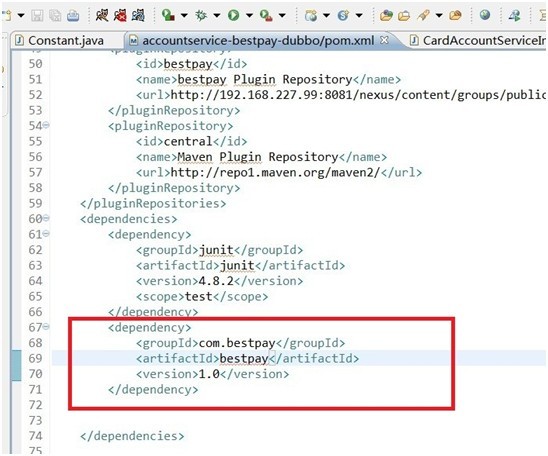 Constant.java
accountservice-bestpay-dubbo/pom.xml
CardAccountServiceIn
50 <id>bestpay</id>
51 <name>bestpay Plugin Repository</name>
52 <url>http://192.168.227.99:8081/nexus/content/groups/public
53 </pluginRepository>
54 <pluginRepository>
55 <id>central</id>
56 <name>Maven Plugin Repository</name>
57 <url>http://repo1.maven.org/maven2/</url>
58 </pluginRepository>
59 </pluginRepositories>
60 <dependencies>
61 <dependency>
62 <groupId>junit</groupId>
63 <artifactId>junit</artifactId>
64 <version>4.8.2</version>
65 <scope>test</scope>
66 </dependency>
67 <dependency>
68 <groupId>com.bestpay</groupId>
69 <artifactId>bestpay</artifactId>
70 <version>1.0</version>
71 </dependency>
72
73
74 </dependencies>
75